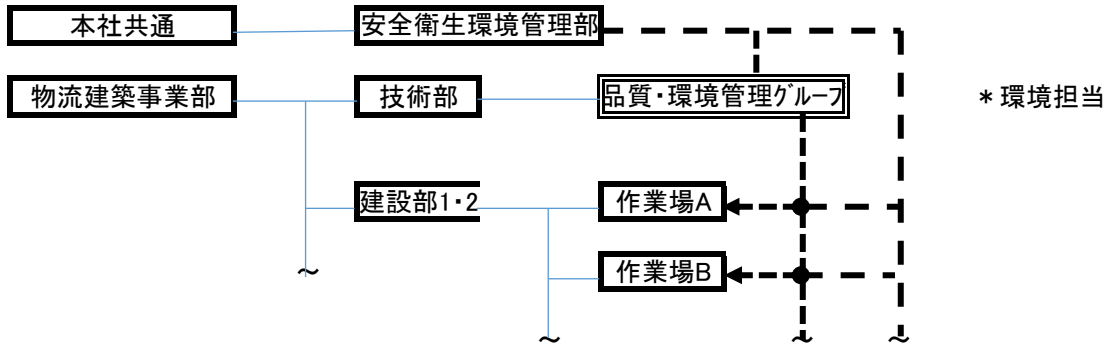 本社共通 安全衛生環境管理部
物流建築事業部 技術部 品質・環境管理ｸﾞﾙｰﾌﾟ ＊環境担当
建設部1・2 作業場A
～ 作業場B
～ ～ ～